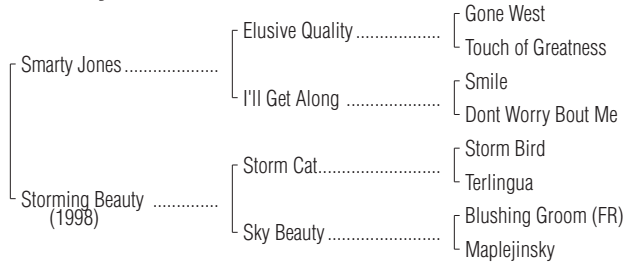 Gone West
Elusive Quality ..................
Touch of Greatness
Smarty Jones ....................
Smile
I'll Get Along ....................
Dont Worry Bout Me
Storm Bird
Storm Cat..........................
Terlingua
Storming Beauty ..............
(1998)
Blushing Groom (FR)
Sky Beauty ........................
Maplejinsky